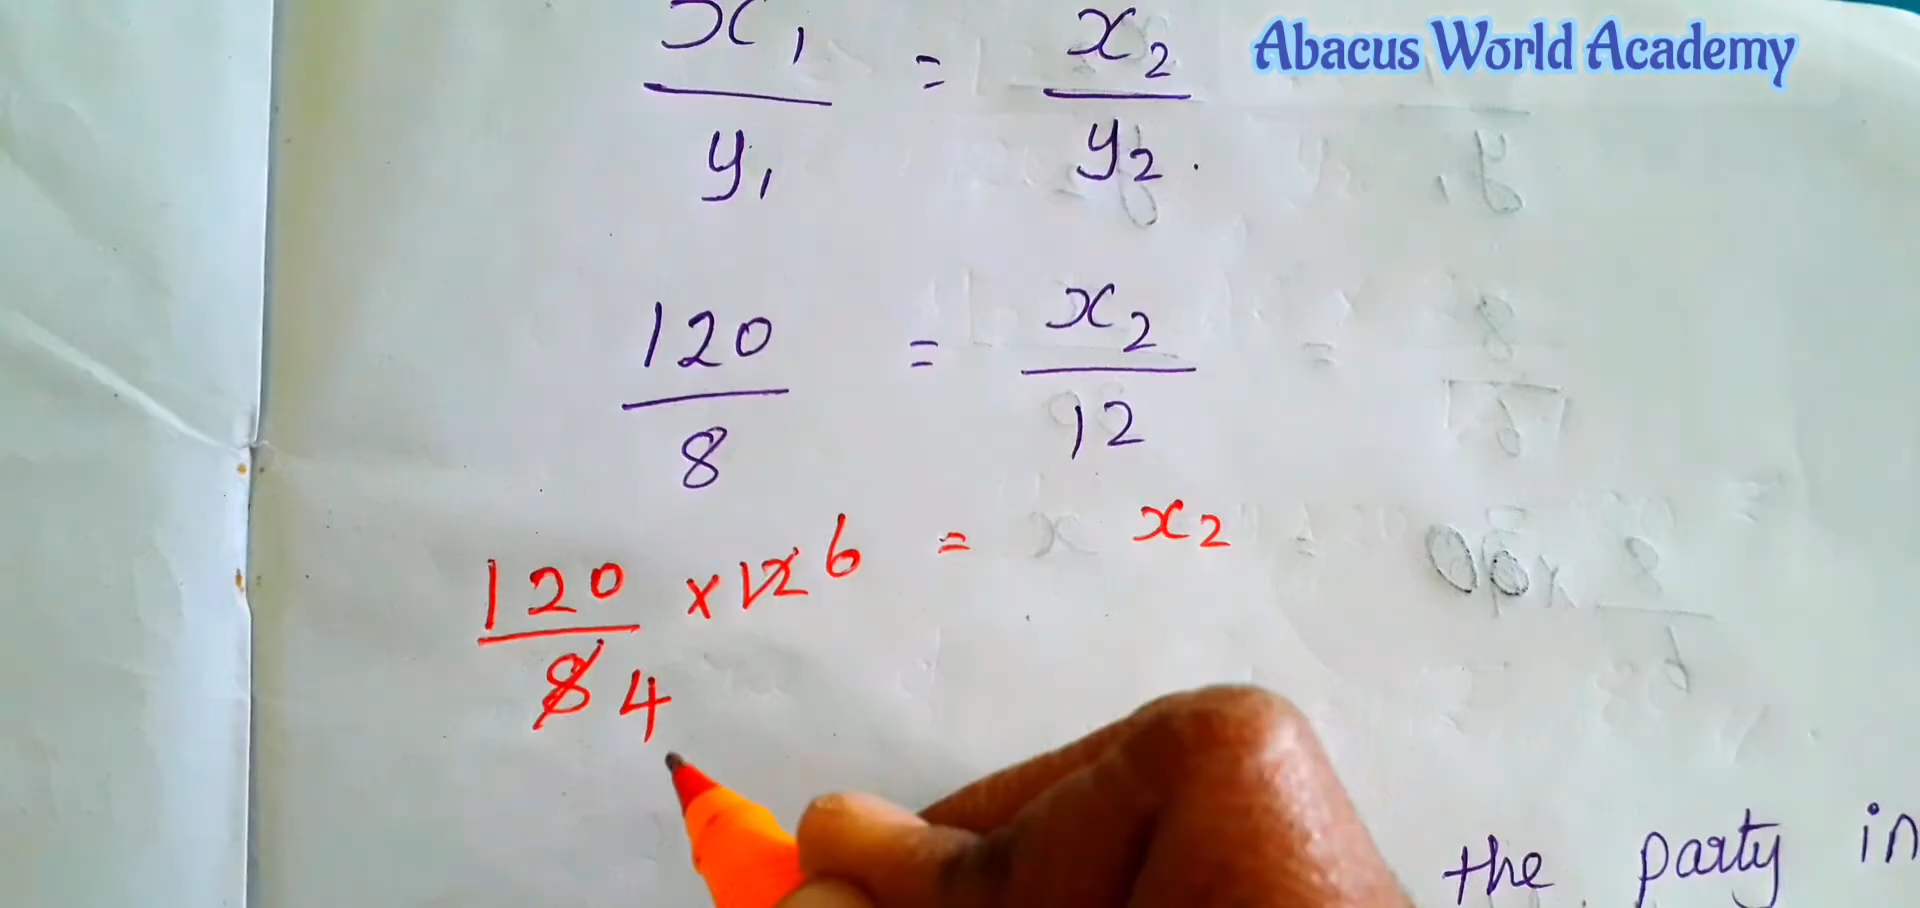 Abacus World Academy
x₁/y₁ = x₂/y₂.
120/8 = x₂/12
120/8 4 × 12 6 = x₂
the party in